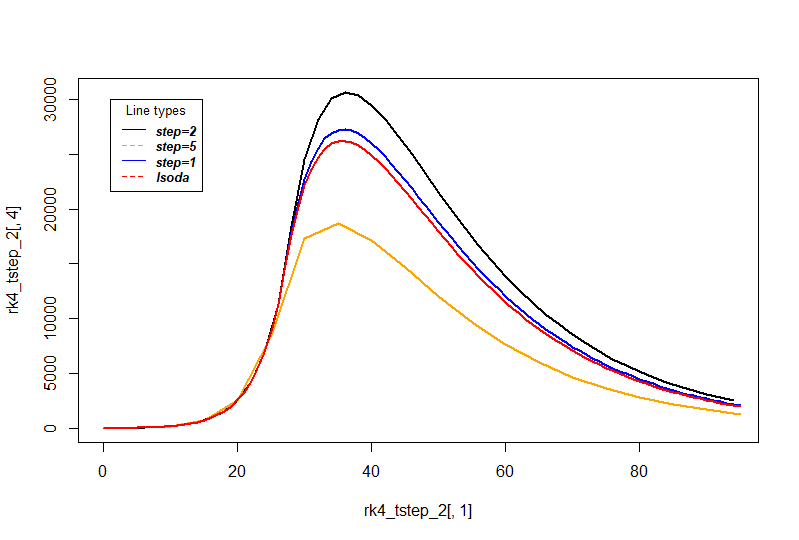 Line types
step=2
step=5
step=1
lsoda
rk4_tstep_2[, 4]
30000
20000
10000
5000
0
0
20
40
60
80
rk4_tstep_2[, 1]